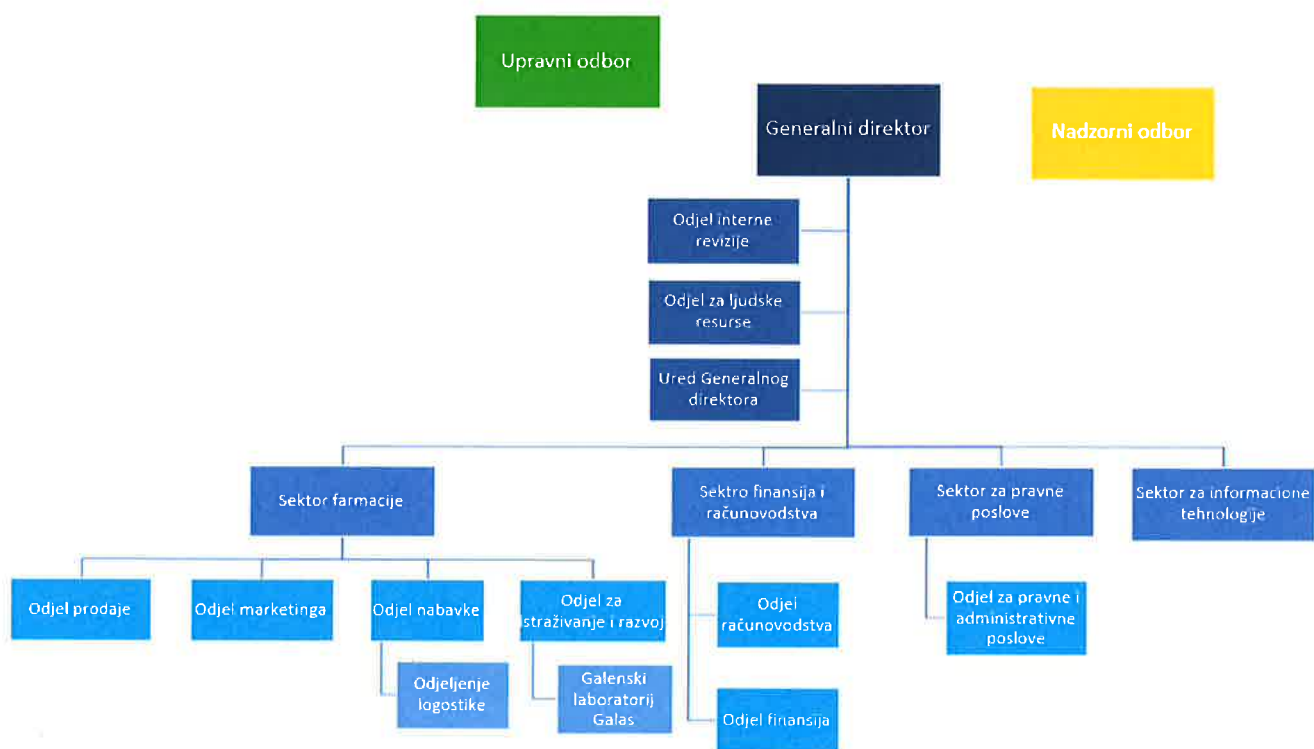 Upravni odbor
Generalni direktor
Nadzorni odbor
Odjel interne
revizije
Odjel za ljudske
resurse
Ured Generalnog
direktora
Sektor farmacije
Sektro finansija i
računovodstva
Sektor za pravne
poslove
Sektor za informacione
tehnologije
Odjel prodaje
Odjel marketinga
Odjel nabavke
Odjel za
istraživanje i razvoj
Odjel
računovodstva
Odjel za pravne i
administrativne
poslove
Odjeljenje
logostike
Galenski
laboratorij
Galas
Odjel finansija